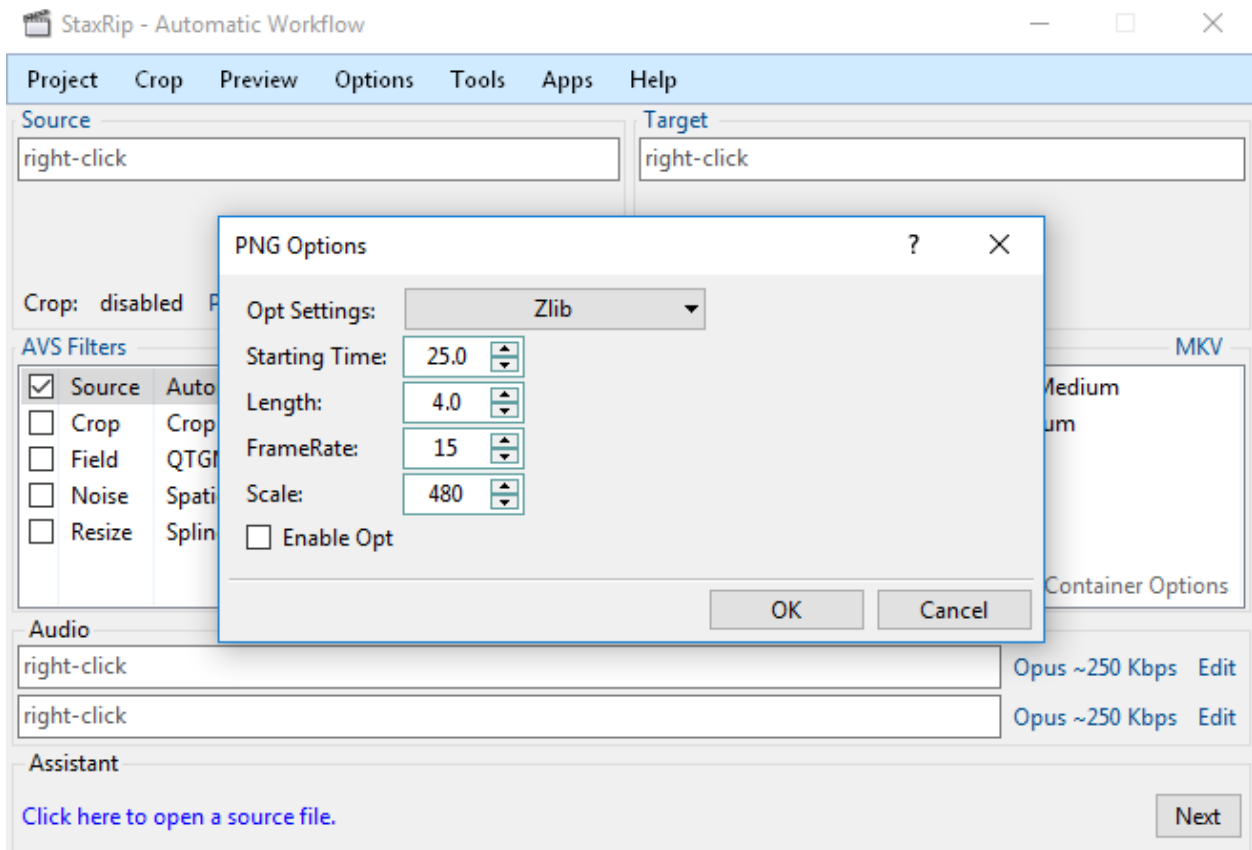 StaxRip - Automatic Workflow
Project Crop Preview Options Tools Apps Help
Source
Target
right-click
right-click
Crop: disabled
AVS Filters
MKV
Source
Crop Crop
Field
Noise
Resize
Medium
Container Options
PNG Options ?
Opt Settings: Zlib
Starting Time: 25.0
Length: 4.0
FrameRate: 15
Scale: 480
Enable Opt
OK Cancel
Audio
right-click Opus ~250 Kbps Edit
right-click Opus ~250 Kbps Edit
Assistant
Click here to open a source file.
Next